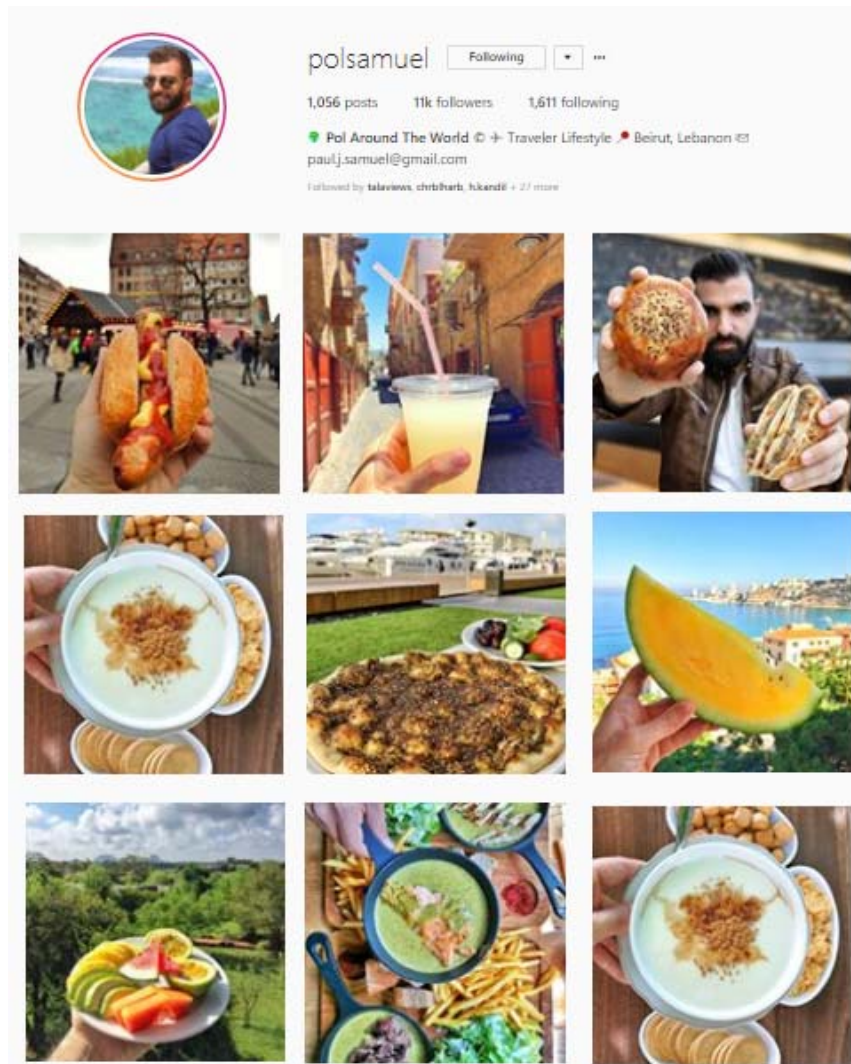 polsamuel Following
1,056 posts 11k followers 1,611 following
Pol Around The World © ✈ Traveler Lifestyle 📍 Beirut, Lebanon ✉
paul.j.samuel@gmail.com
Followed by talaviews, chrblharb, h.kandil + 27 more